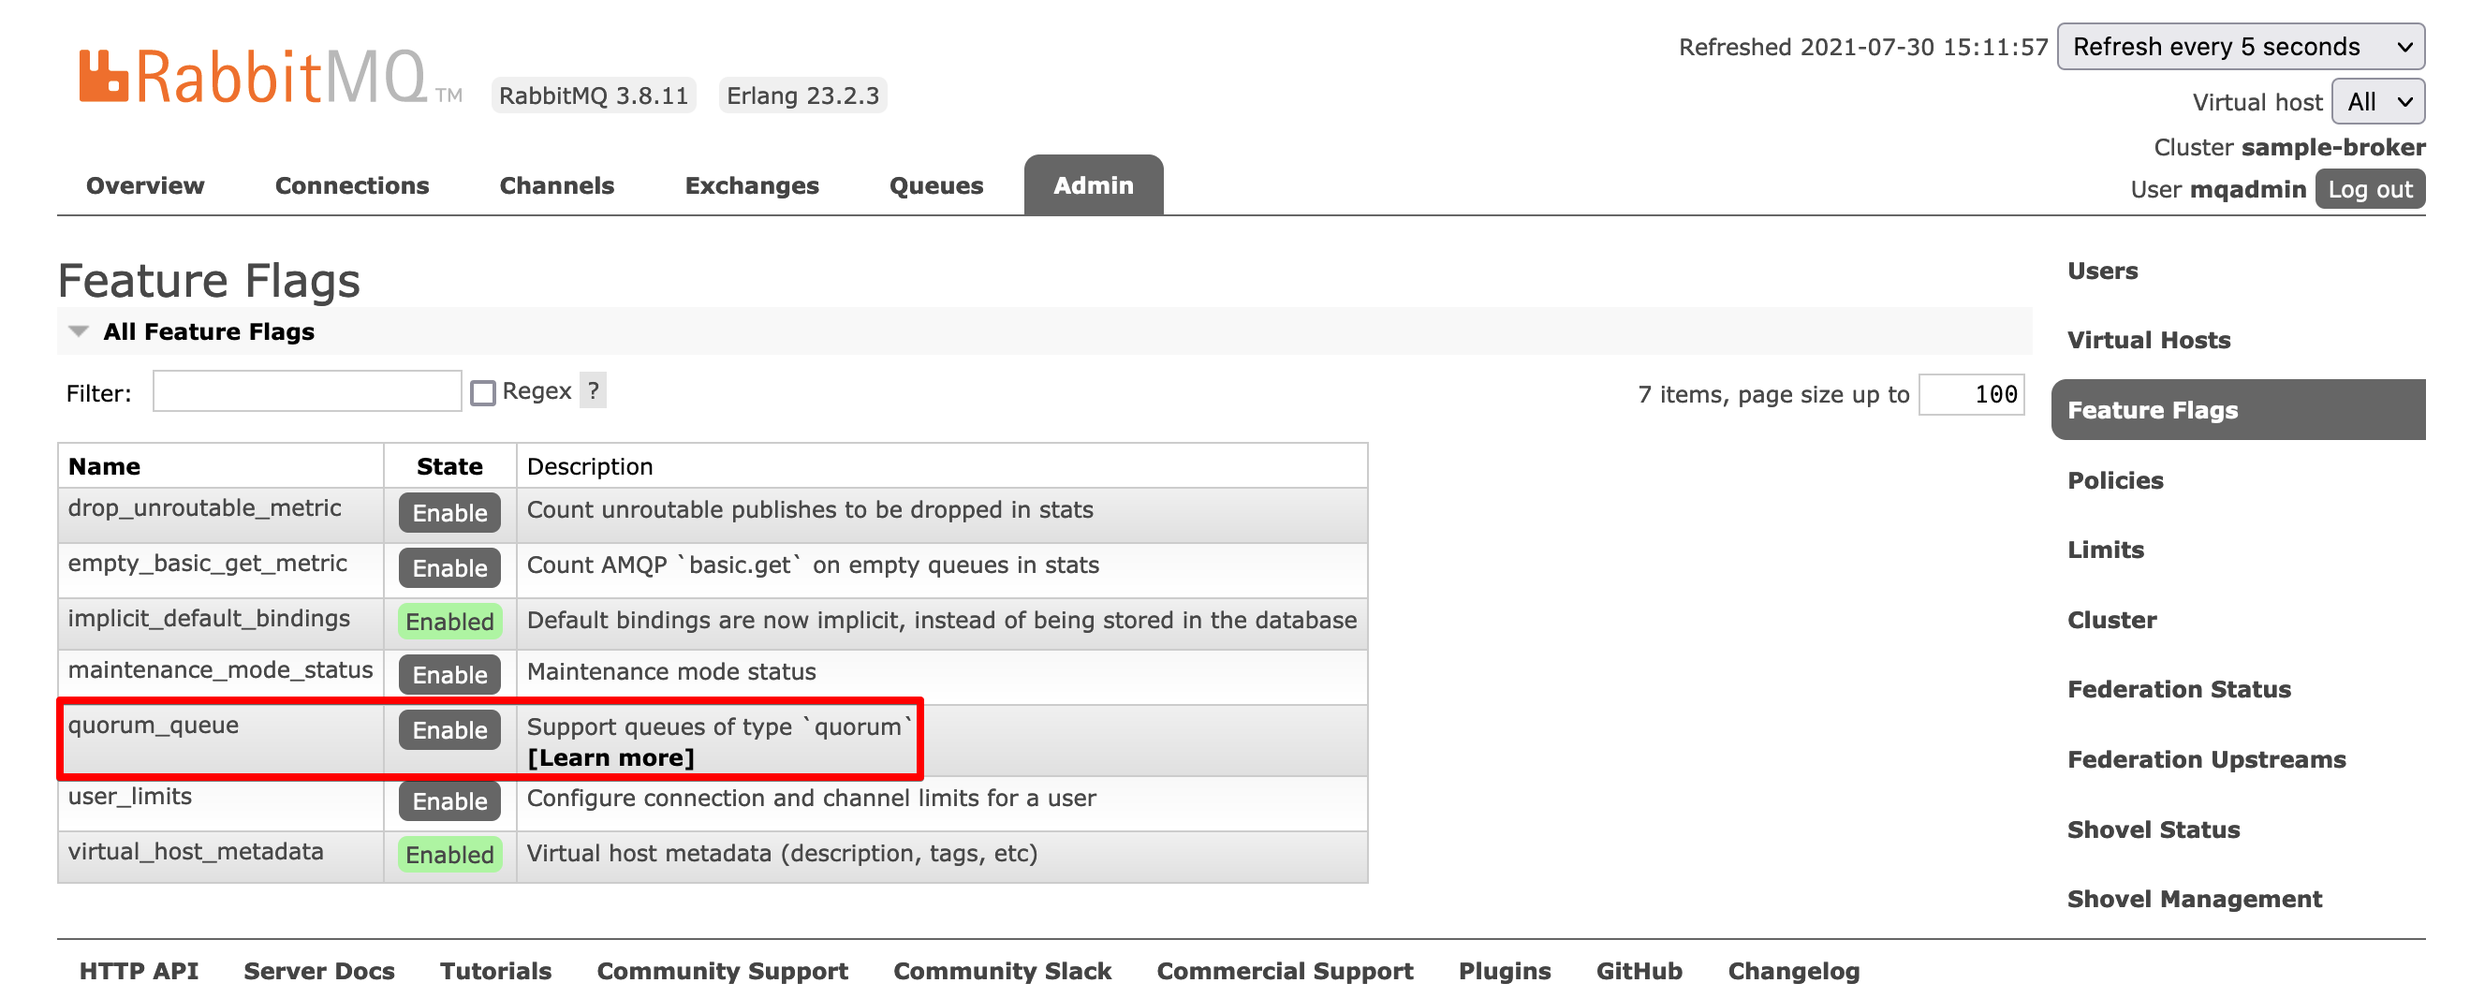 Refreshed 2021-07-30 15:11:57 Refresh every 5 seconds
RabbitMQ TM RabbitMQ 3.8.11 Erlang 23.2.3
Virtual host All
Cluster sample-broker
User mqadmin Log out
Overview Connections Channels Exchanges Queues Admin
Feature Flags
All Feature Flags
Filter: Regex ? 7 items, page size up to 100
Name State Description
drop_unroutable_metric Enable Count unroutable publishes to be dropped in stats
empty_basic_get_metric Enable Count AMQP `basic.get` on empty queues in stats
implicit_default_bindings Enabled Default bindings are now implicit, instead of being stored in the database
maintenance_mode_status Enable Maintenance mode status
quorum_queue Enable Support queues of type `quorum`
[Learn more]
user_limits Enable Configure connection and channel limits for a user
virtual_host_metadata Enabled Virtual host metadata (description, tags, etc)
Users
Virtual Hosts
Feature Flags
Policies
Limits
Cluster
Federation Status
Federation Upstreams
Shovel Status
Shovel Management
HTTP API Server Docs Tutorials Community Support Community Slack Commercial Support Plugins GitHub Changelog